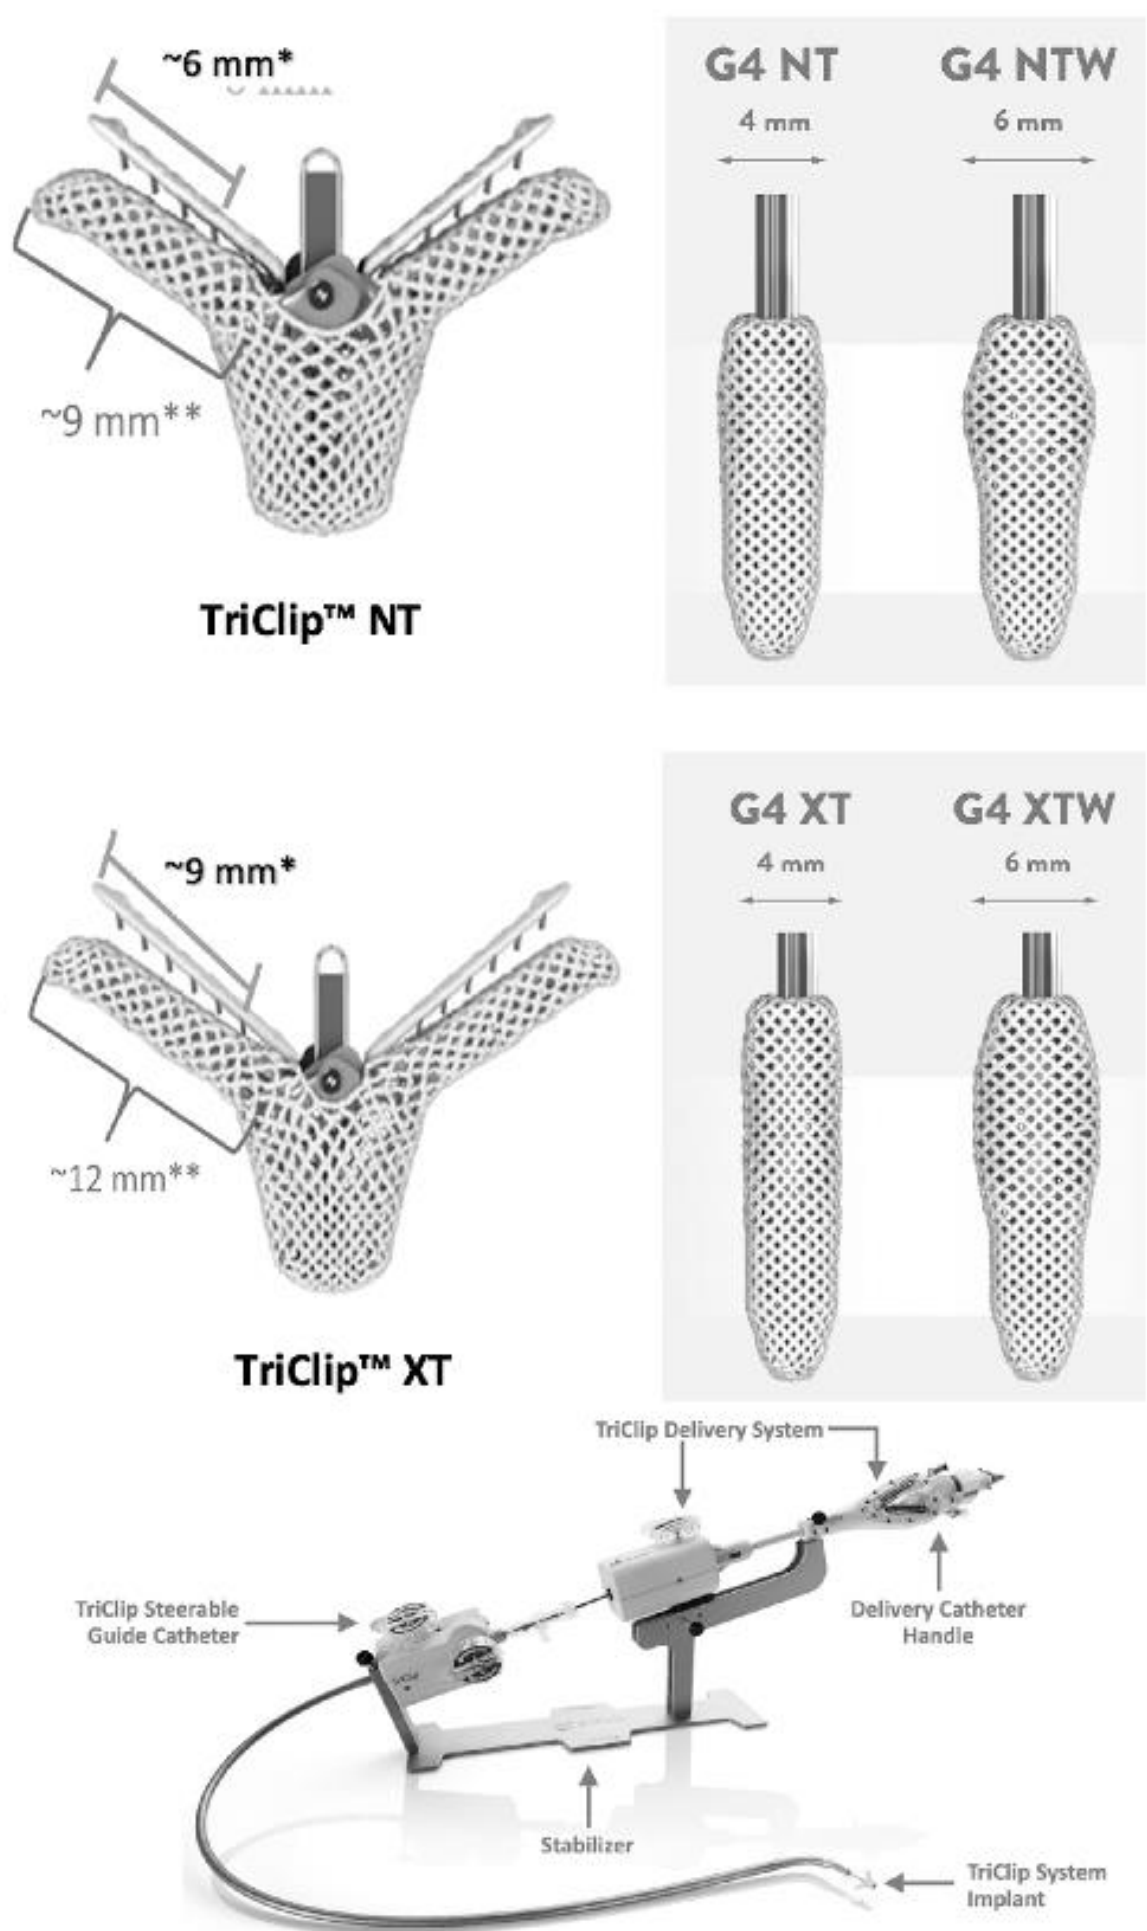 ~6 mm*
~9 mm**
TriClip™ NT
G4 NT
G4 NTW
4 mm
6 mm
~9 mm*
~12 mm**
TriClip™ XT
G4 XT
G4 XTW
4 mm
6 mm
TriClip Delivery System
TriClip Steerable
Guide Catheter
Delivery Catheter
Handle
Stabilizer
TriClip System
Implant